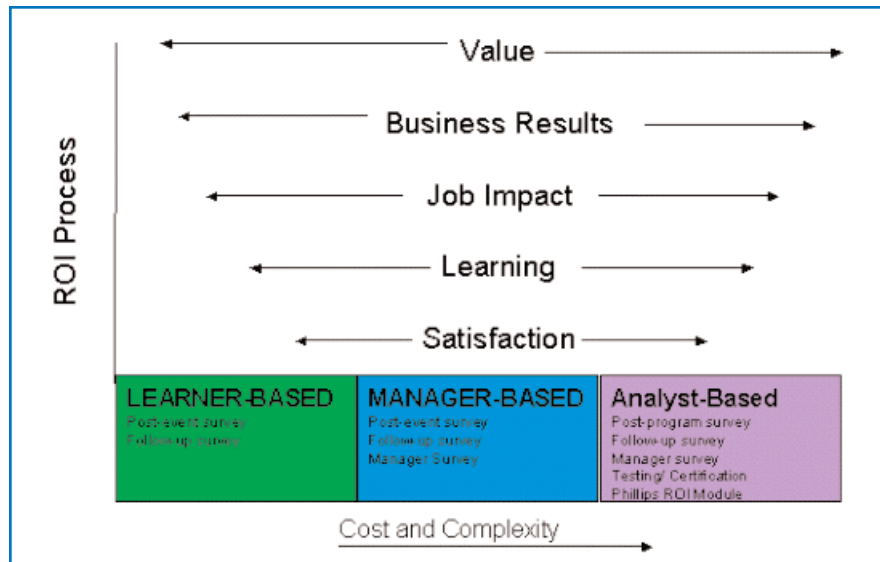 Value
Business Results
Job Impact
Learning
Satisfaction
ROI Process
LEARNER-BASED
Post-event survey
Follow-up survey
MANAGER-BASED
Post-event survey
Follow-up survey
Manager Survey
Analyst-Based
Post-program survey
Follow-up survey
Manager survey
Testing/ Certification
Phillips ROI Module
Cost and Complexity